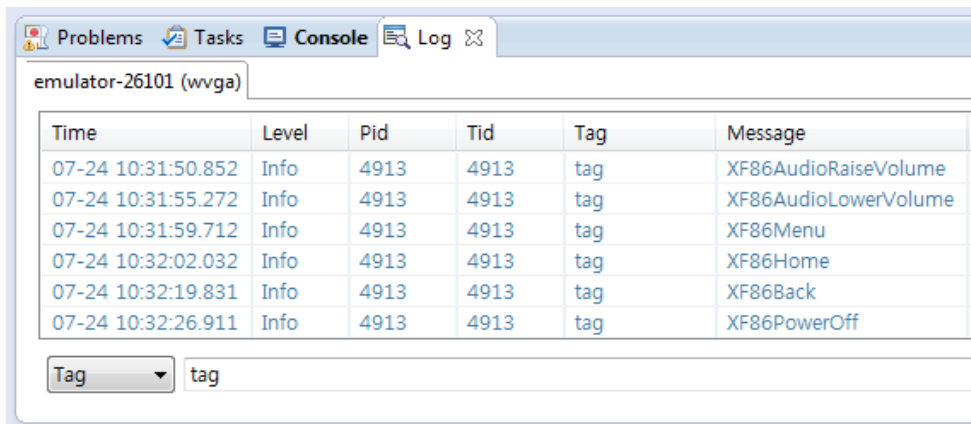 Problems Tasks Console Log
emulator-26101 (wvga)
Time Level Pid Tid Tag Message
07-24 10:31:50.852 Info 4913 4913 tag XF86AudioRaiseVolume
07-24 10:31:55.272 Info 4913 4913 tag XF86AudioLowerVolume
07-24 10:31:59.712 Info 4913 4913 tag XF86Menu
07-24 10:32:02.032 Info 4913 4913 tag XF86Home
07-24 10:32:19.831 Info 4913 4913 tag XF86Back
07-24 10:32:26.911 Info 4913 4913 tag XF86PowerOff
Tag tag